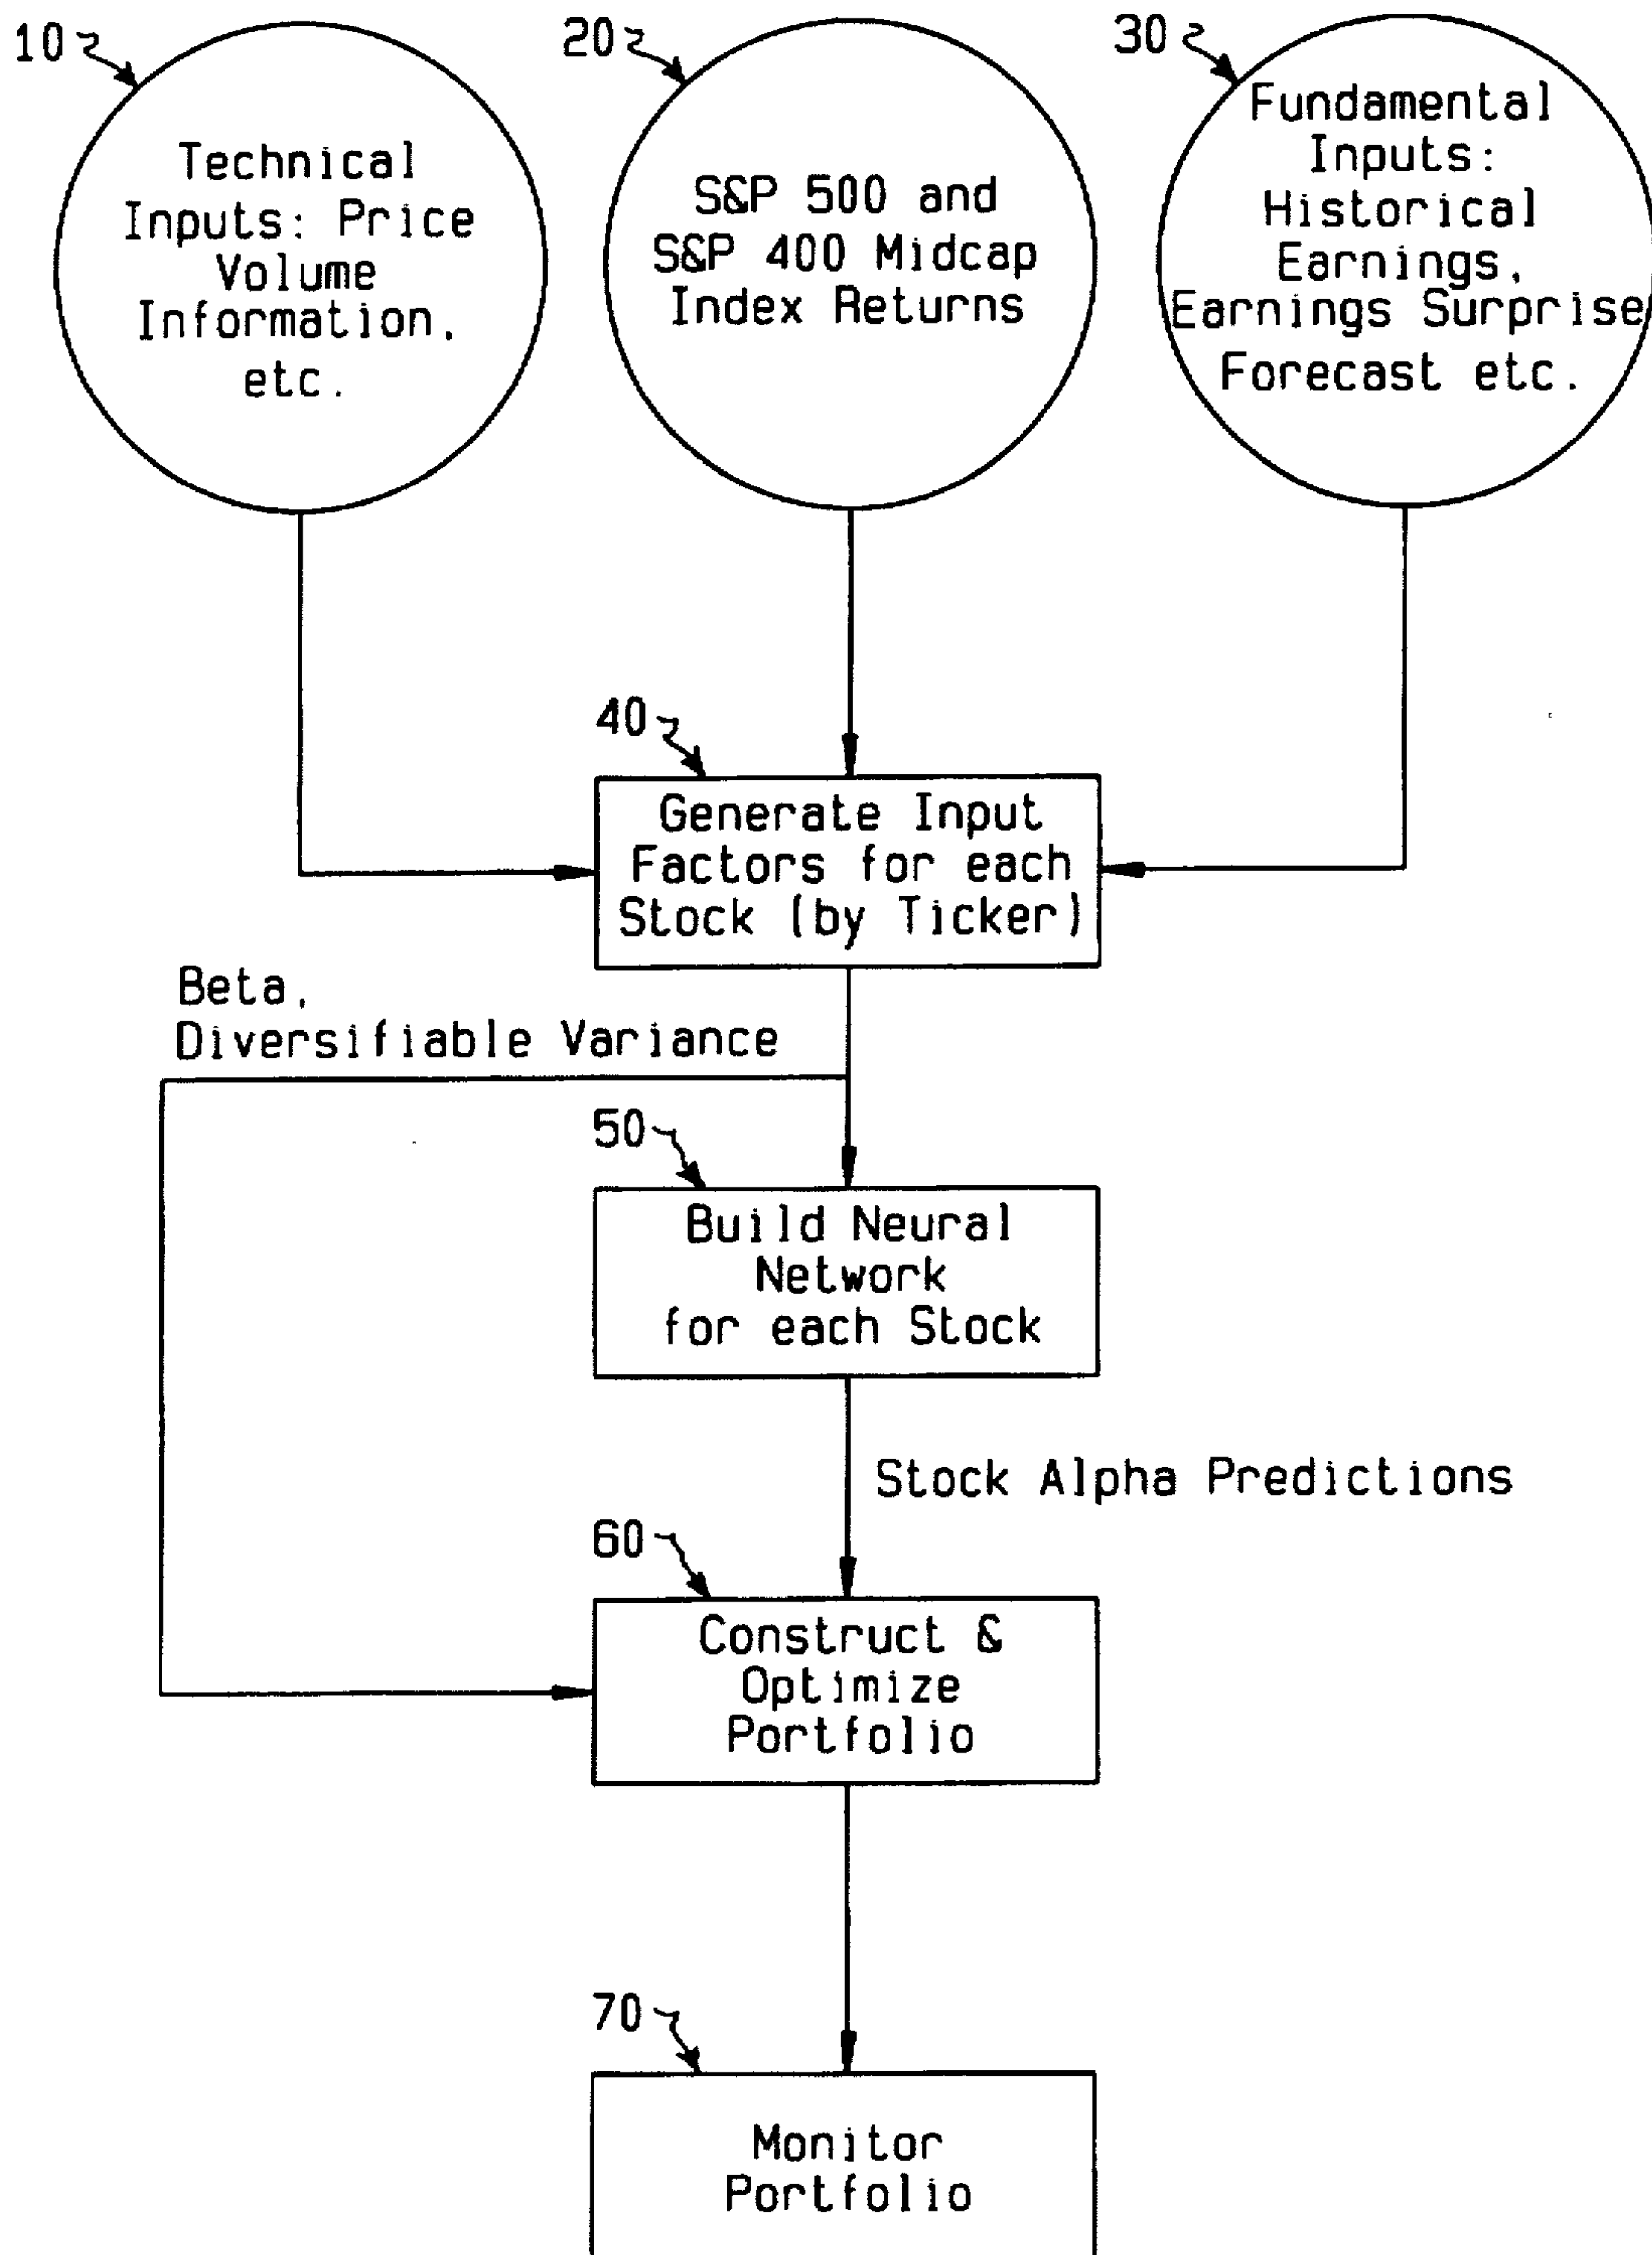 10
Technical
Inputs: Price
Volume
Information,
etc.
20
S&P 500 and
S&P 400 Midcap
Index Returns
30
Fundamental
Inputs:
Historical
Earnings,
Earnings Surprise
Forecast etc.
40
Generate Input
Factors for each
Stock (by Ticker)
Beta,
Diversifiable Variance
50
Build Neural
Network
for each Stock
Stock Alpha Predictions
60
Construct &
Optimize
Portfolio
70
Monitor
Portfolio